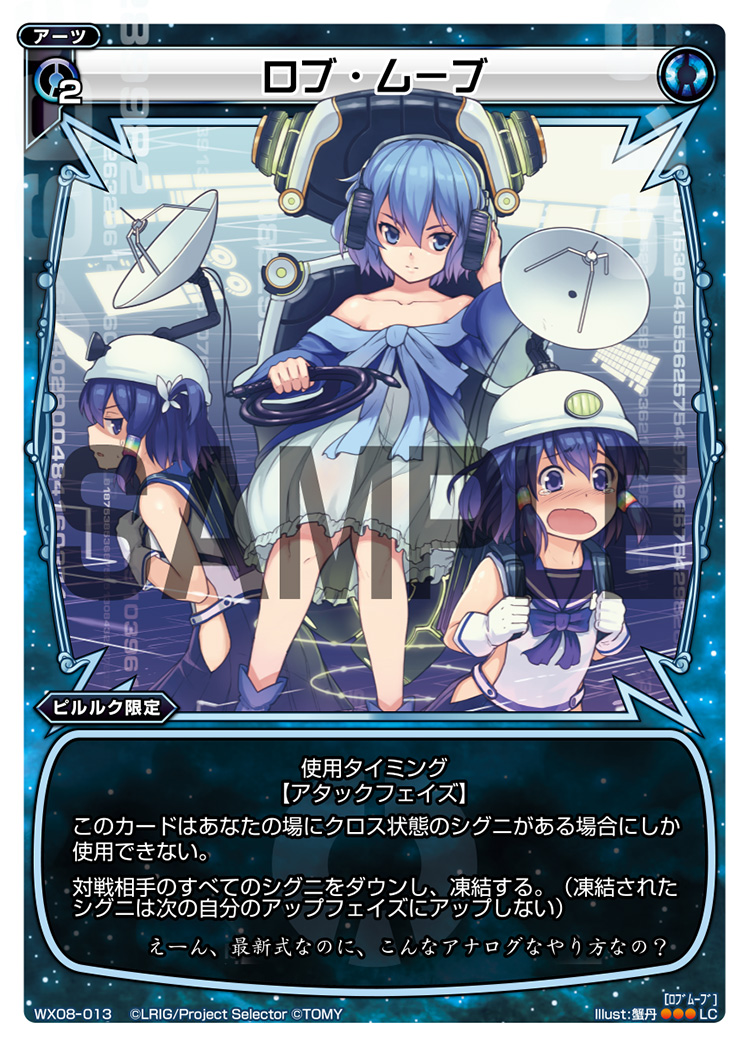 アーツ
2
ロブ・ムーブ
SAMPLE
ピルルク限定
使用タイミング
【アタックフェイズ】
このカードはあなたの場にクロス状態のシグニがある場合にしか
使用できない。
対戦相手のすべてのシグニをダウンし、凍結する。（凍結された
シグニは次の自分のアップフェイズにアップしない）
えーん、最新式なのに、こんなアナログなやり方なの？
[ﾛﾌﾞﾑｰﾌﾞ]
WX08-013 ©LRIG/Project Selector ©TOMY Illust:蟹丹 LC